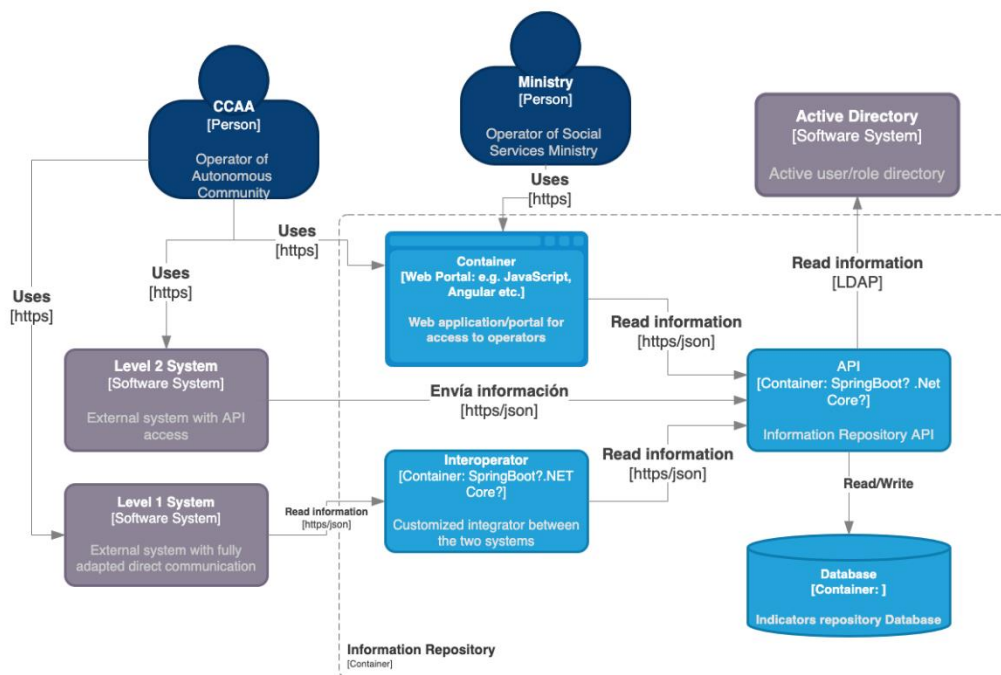 CCAA
[Person]
Operator of
Autonomous
Community
Ministry
[Person]
Operator of Social
Services Ministry
Active Directory
[Software System]
Active user/role directory
Uses
[https]
Uses
[https]
Uses
[https]
Uses
[https]
Container
[Web Portal: e.g. JavaScript,
Angular etc.]
Web application/portal for
access to operators
Read information
[LDAP]
Read information
[https/json]
Level 2 System
[Software System]
External system with API
access
Envía información
[https/json]
API
[Container: SpringBoot? .Net
Core?]
Information Repository API
Interoperator
[Container: SpringBoot?.NET
Core?]
Customized integrator between
the two systems
Read information
[https/json]
Level 1 System
[Software System]
External system with fully
adapted direct communication
Read information
[https/json]
Read/Write
Database
[Container: ]
Indicators repository Database
Information Repository
[Container]